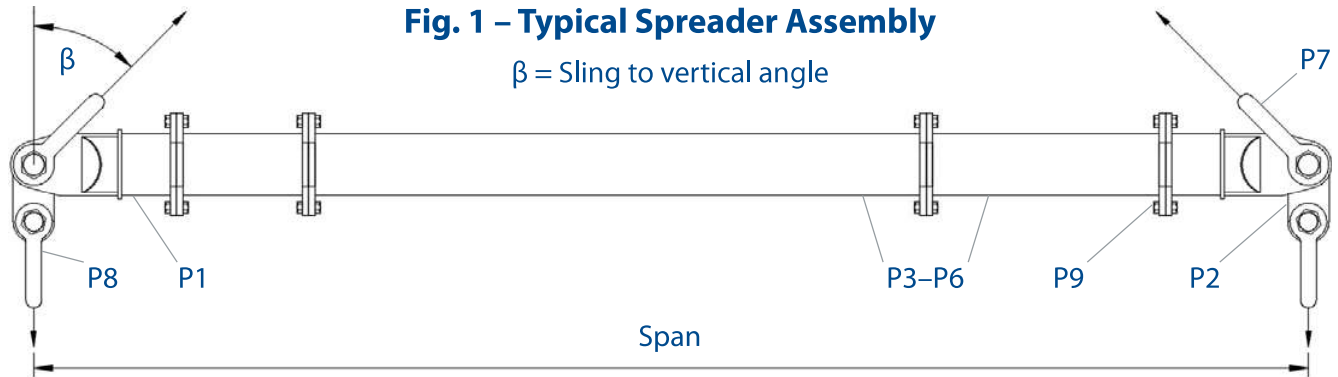 Fig. 1 – Typical Spreader Assembly
β = Sling to vertical angle
β
P7
P8
P1
P3–P6
P9
P2
Span